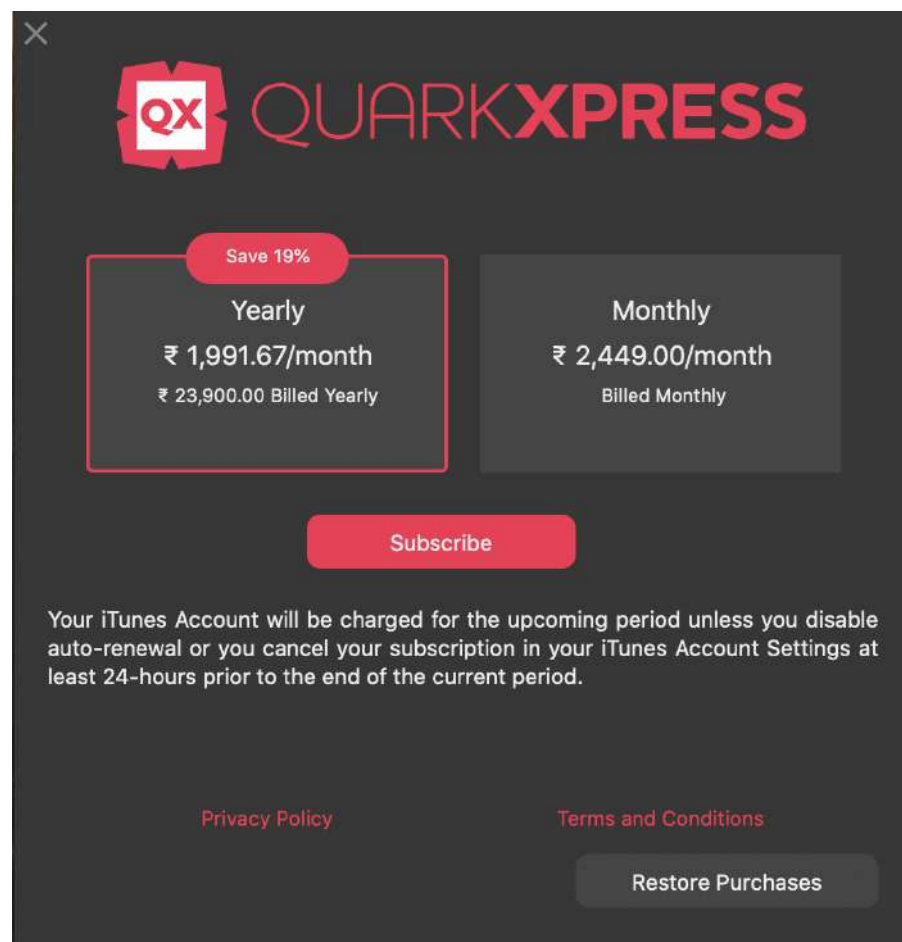 QX QUARKXPRESS
Save 19%
Yearly
₹ 1,991.67/month
₹ 23,900.00 Billed Yearly
Monthly
₹ 2,449.00/month
Billed Monthly
Subscribe
Your iTunes Account will be charged for the upcoming period unless you disable
auto-renewal or you cancel your subscription in your iTunes Account Settings at
least 24-hours prior to the end of the current period.
Privacy Policy
Terms and Conditions
Restore Purchases